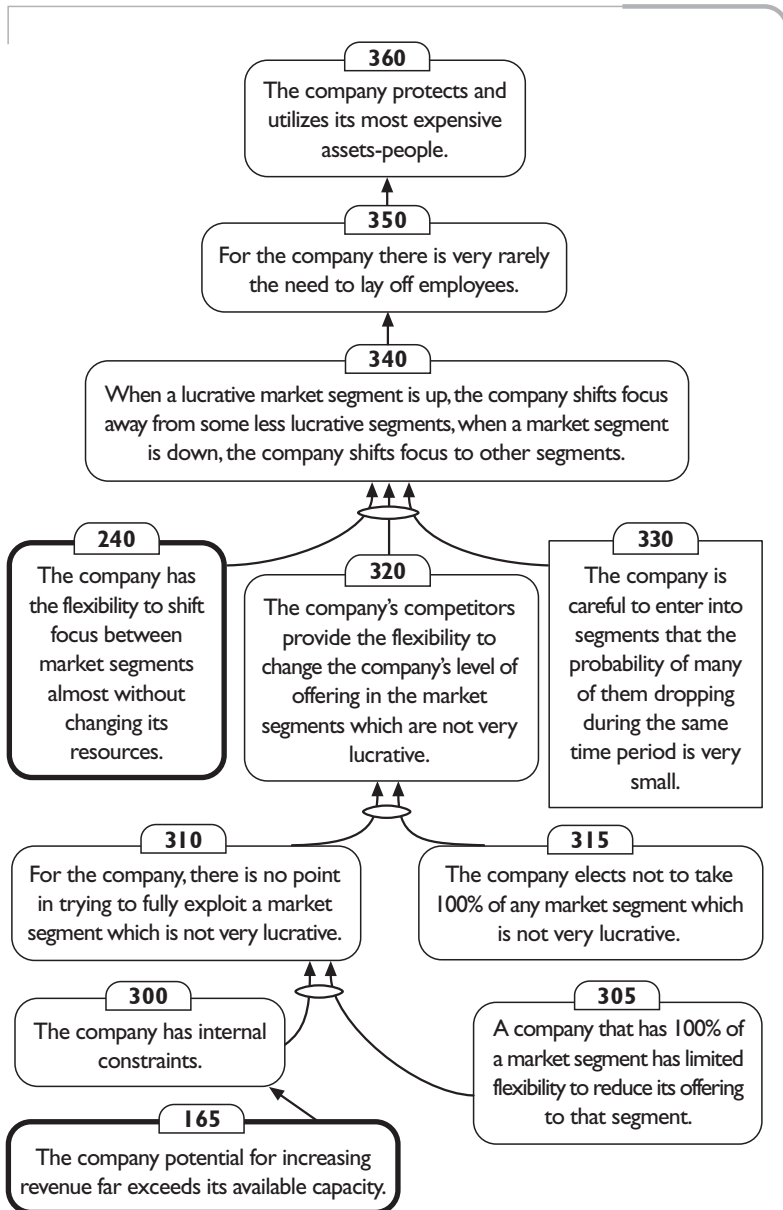 360
The company protects and
utilizes its most expensive
assets-people.
350
For the company there is very rarely
the need to lay off employees.
340
When a lucrative market segment is up, the company shifts focus
away from some less lucrative segments, when a market segment
is down, the company shifts focus to other segments.
240
The company has
the flexibility to shift
focus between
market segments
almost without
changing its
resources.
320
The company's competitors
provide the flexibility to
change the company's level of
offering in the market
segments which are not very
lucrative.
330
The company is
careful to enter into
segments that the
probability of many
of them dropping
during the same
time period is very
small.
310
For the company, there is no point
in trying to fully exploit a market
segment which is not very lucrative.
315
The company elects not to take
100% of any market segment which
is not very lucrative.
300
The company has internal
constraints.
305
A company that has 100% of
a market segment has limited
flexibility to reduce its offering
to that segment.
165
The company potential for increasing
revenue far exceeds its available capacity.